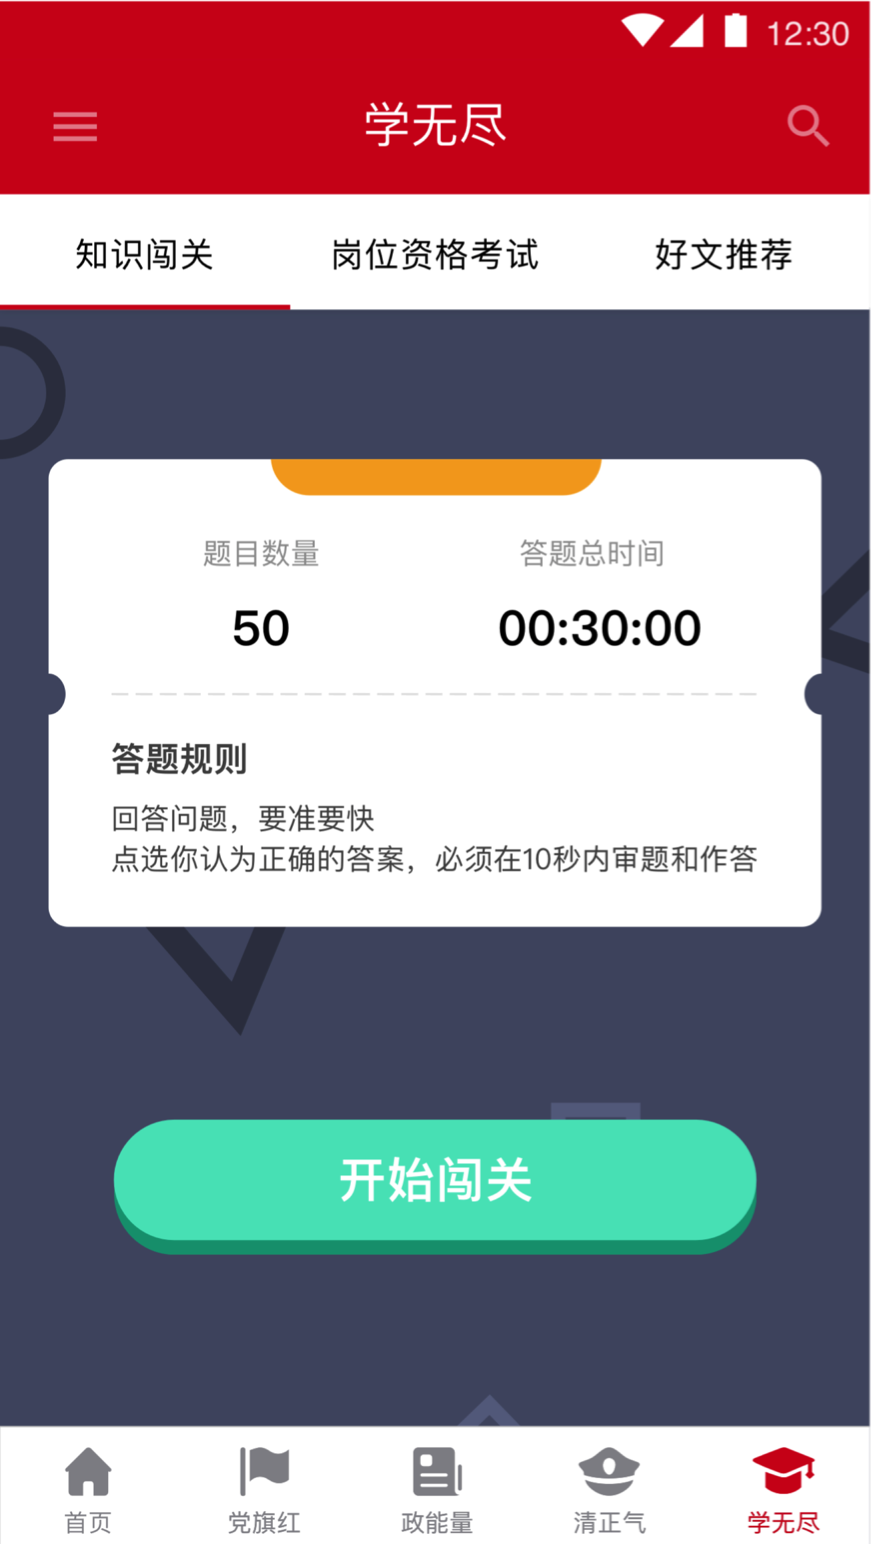 12:30
学无尽
知识闯关 岗位资格考试 好文推荐
题目数量 答题总时间
50 00:30:00
答题规则
回答问题，要准要快
点选你认为正确的答案，必须在10秒内审题和作答
开始闯关
首页 党旗红 政能量 清正气 学无尽